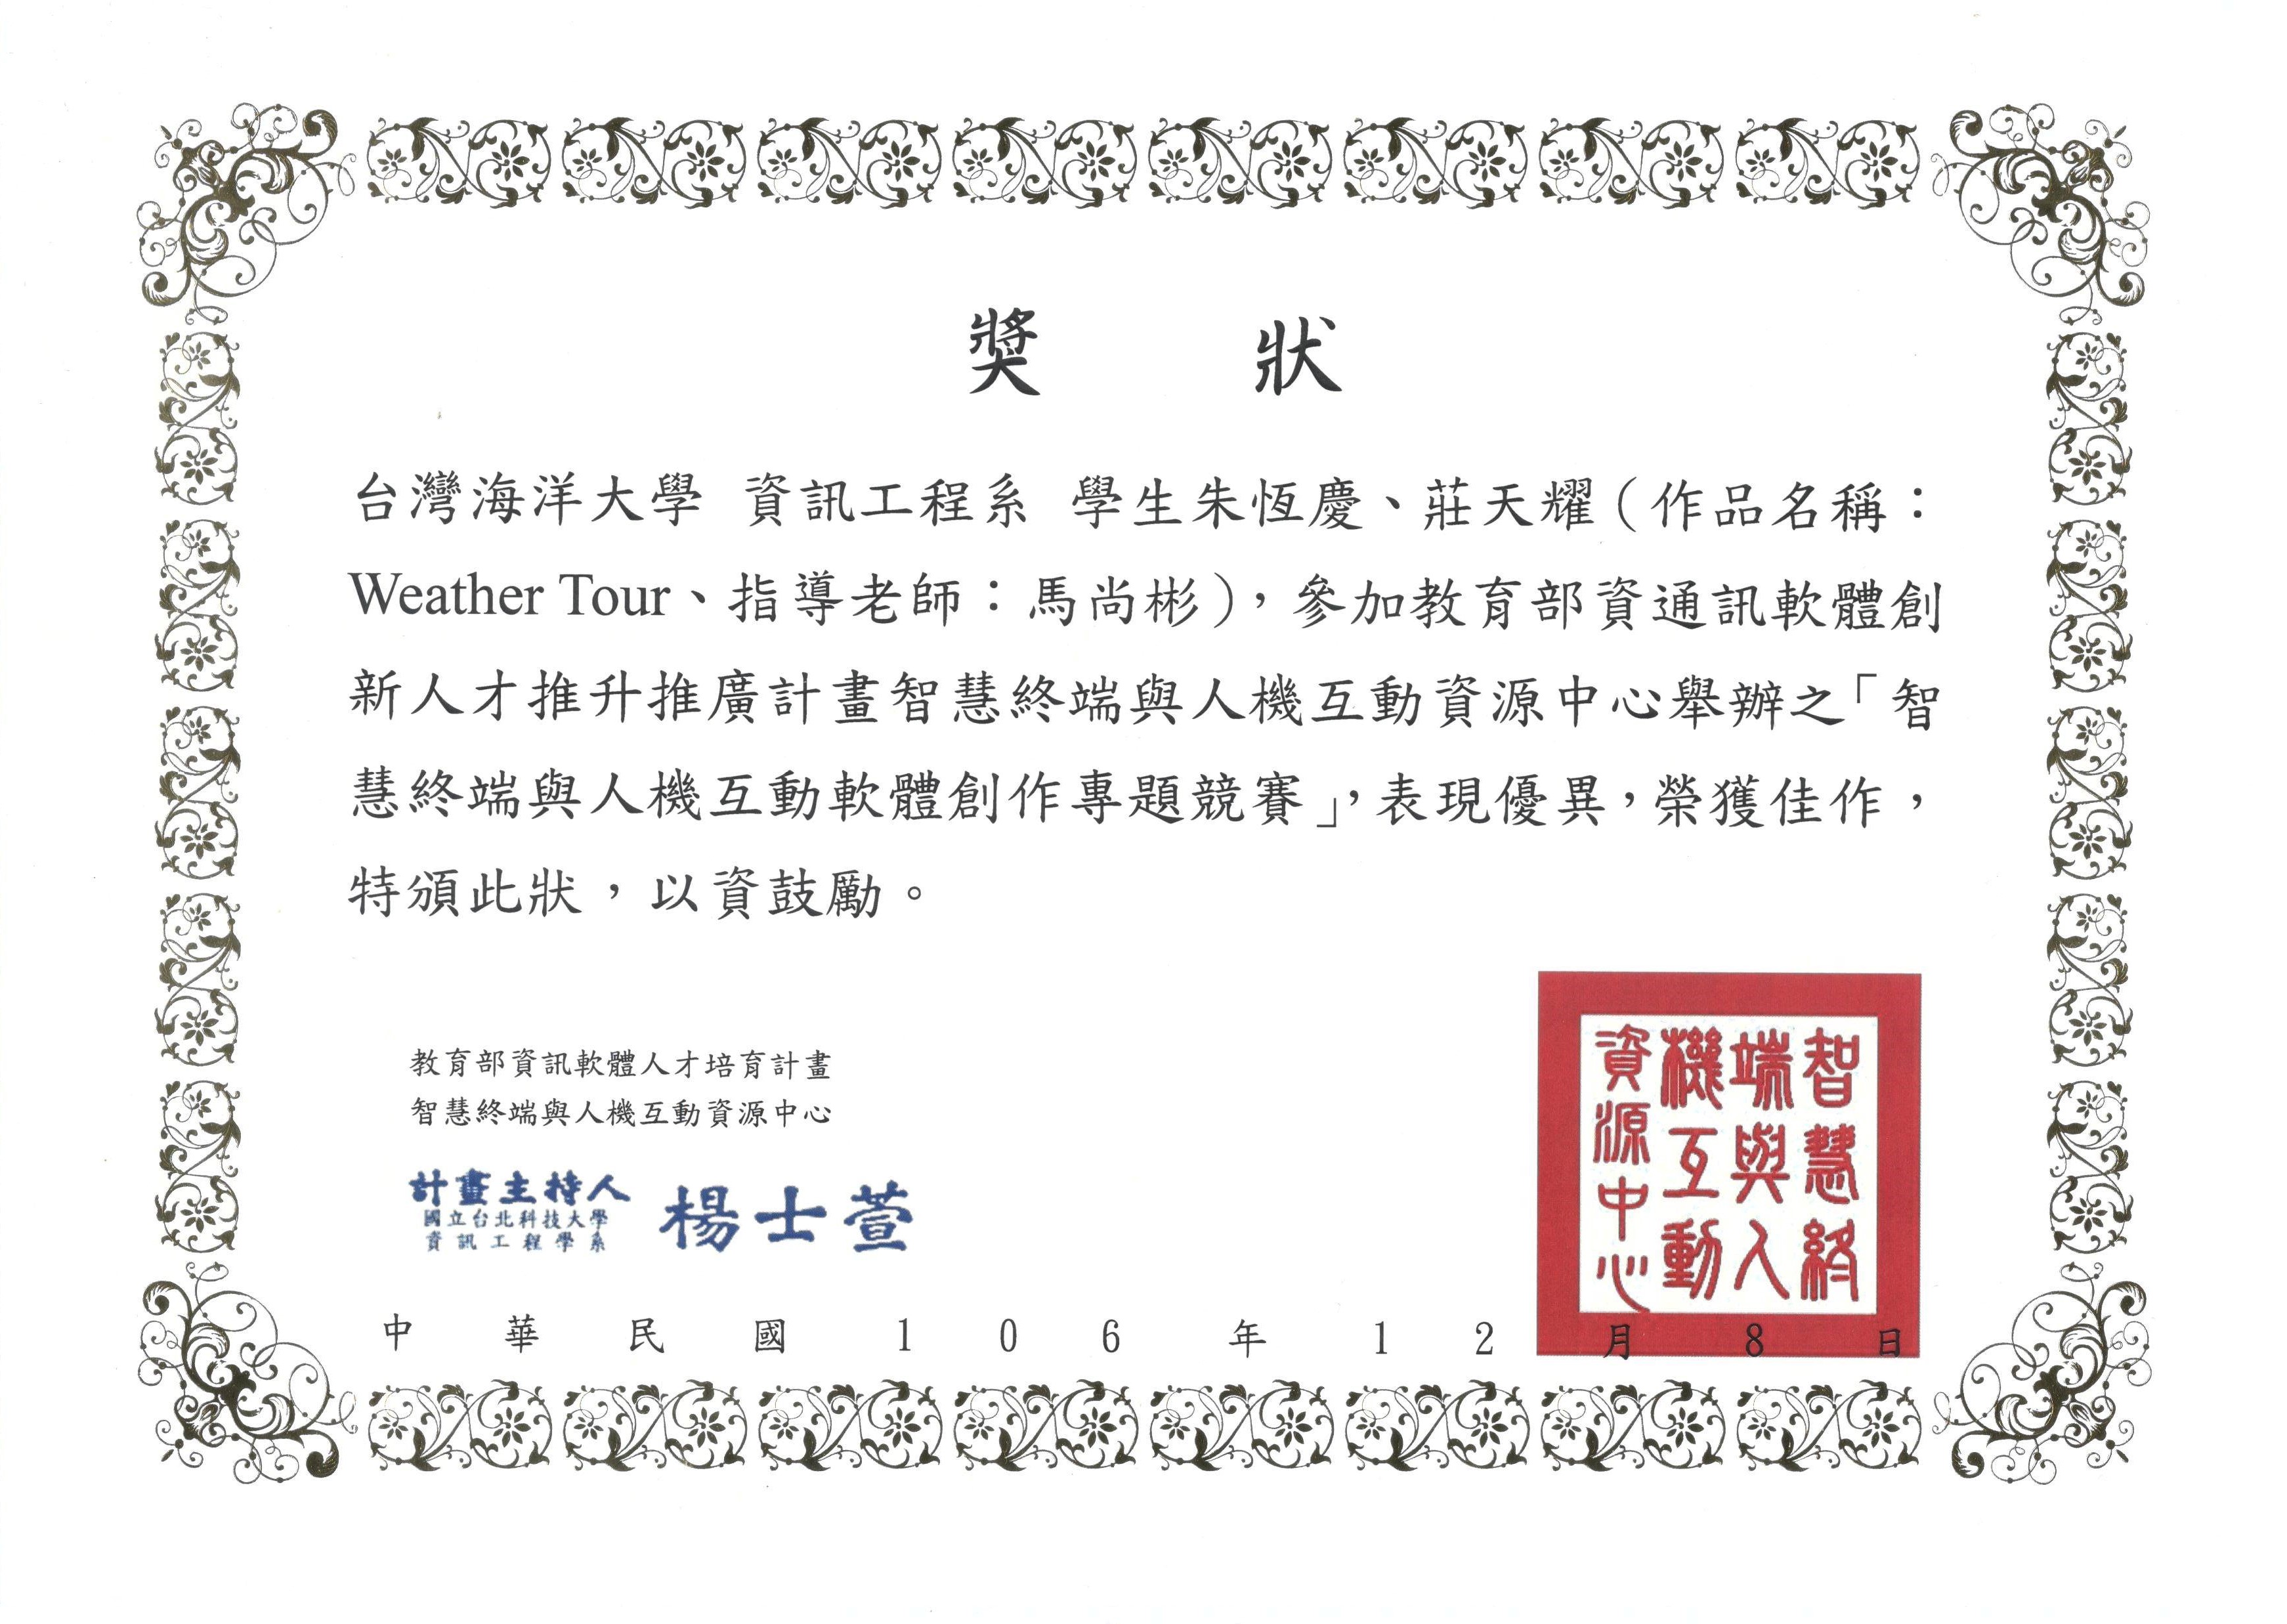 獎狀
台灣海洋大學 資訊工程系 學生朱恆慶、莊天耀（作品名稱：
Weather Tour、指導老師：馬尚彬），參加教育部資通訊軟體創
新人才推升推廣計畫智慧終端與人機互動資源中心舉辦之「智
慧終端與人機互動軟體創作專題競賽」，表現優異，榮獲佳作，
特頒此狀，以資鼓勵。
教育部資訊軟體人才培育計畫
智慧終端與人機互動資源中心
計畫主持人
國立台北科技大學
資訊工程學系
楊士萱
智慧終
端與人
機互動
資源中心
中華民國106年12月8日